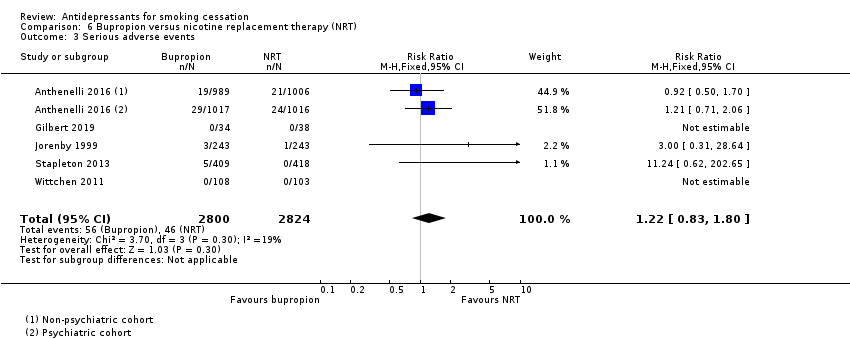 Review: Antidepressants for smoking cessation
Comparison: 6 Bupropion versus nicotine replacement therapy (NRT)
Outcome: 3 Serious adverse events
Study or subgroup Bupropion NRT Risk Ratio Weight Risk Ratio
n/N n/N M-H,Fixed,95% CI M-H,Fixed,95% CI
Anthenelli 2016 (1) 19/989 21/1006 44.9 % 0.92 [ 0.50, 1.70 ]
Anthenelli 2016 (2) 29/1017 24/1016 51.8 % 1.21 [ 0.71, 2.06 ]
Gilbert 2019 0/34 0/38 Not estimable
Jorenby 1999 3/243 1/243 2.2 % 3.00 [ 0.31, 28.64 ]
Stapleton 2013 5/409 0/418 1.1 % 11.24 [ 0.62, 202.65 ]
Wittchen 2011 0/108 0/103 Not estimable
Total (95% CI) 2800 2824 100.0 % 1.22 [ 0.83, 1.80 ]
Total events: 56 (Bupropion), 46 (NRT)
Heterogeneity: Chi² = 3.70, df = 3 (P = 0.30); I² =19%
Test for overall effect: Z = 1.03 (P = 0.30)
Test for subgroup differences: Not applicable
0.1 0.2 0.5 1 2 5 10
Favours bupropion Favours NRT
(1) Non-psychiatric cohort
(2) Psychiatric cohort